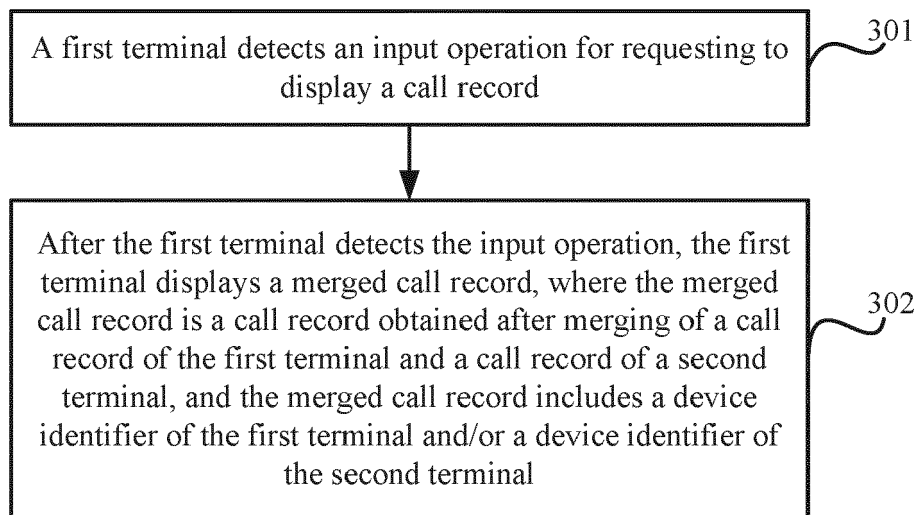 A first terminal detects an input operation for requesting to
display a call record
301
After the first terminal detects the input operation, the first
terminal displays a merged call record, where the merged
call record is a call record obtained after merging of a call
record of the first terminal and a call record of a second
terminal, and the merged call record includes a device
identifier of the first terminal and/or a device identifier of
the second terminal
302